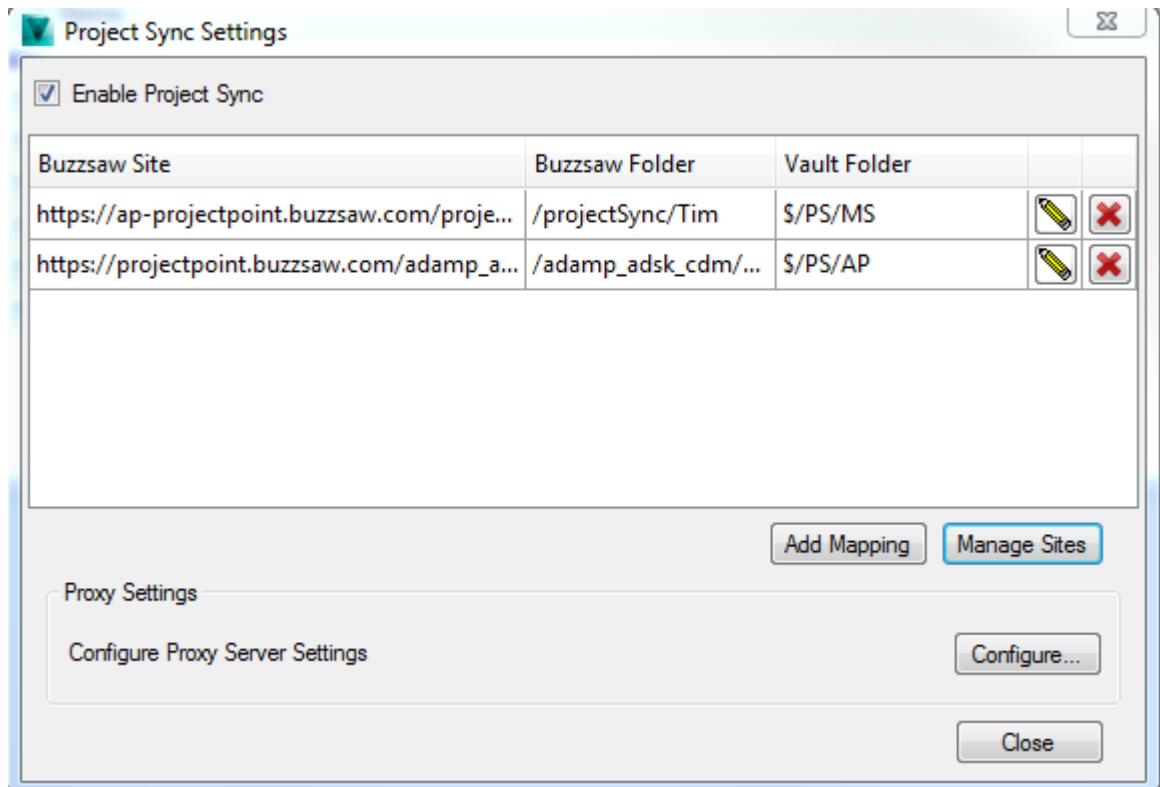 Project Sync Settings
Enable Project Sync
Buzzsaw Site Buzzsaw Folder Vault Folder
https://ap-projectpoint.buzzsaw.com/proje... /projectSync/Tim $/PS/MS
https://projectpoint.buzzsaw.com/adamp_a... /adamp_adsk_cdm/... $/PS/AP
Add Mapping Manage Sites
Proxy Settings
Configure Proxy Server Settings Configure...
Close